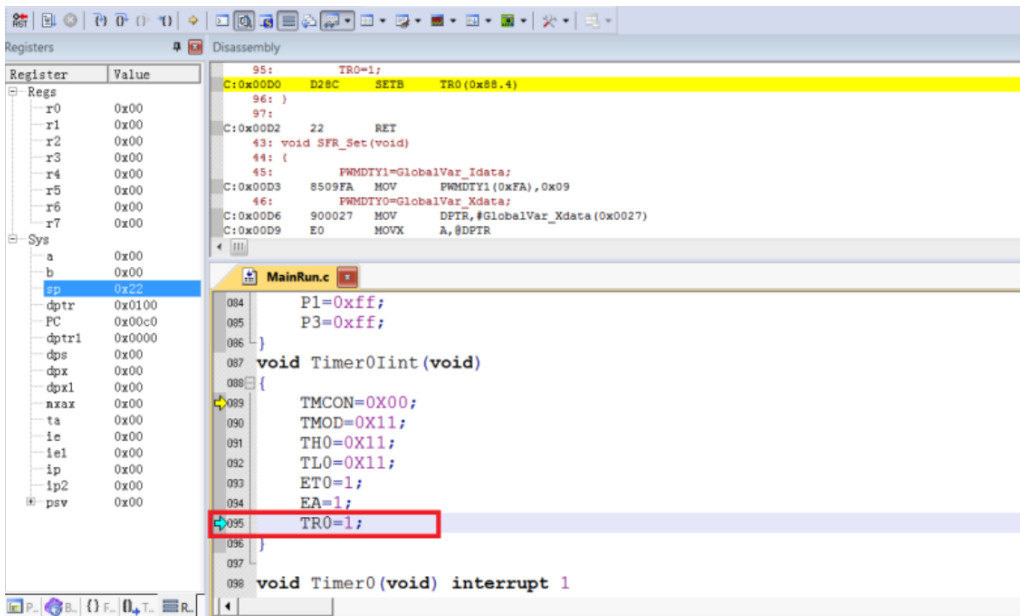 Registers
Disassembly
Register Value
Regs
r0 0x00
r1 0x00
r2 0x00
r3 0x00
r4 0x00
r5 0x00
r6 0x00
r7 0x00
Sys
a 0x00
b 0x00
sp 0x22
dptr 0x0100
PC 0x00c0
dptr1 0x0000
dps 0x00
dpx 0x00
dpx1 0x00
mxax 0x00
ta 0x00
ie 0x00
ie1 0x00
ip 0x00
ip2 0x00
psw 0x00
P... B... {} F... T... R...
95: TR0=1;
C:0x00D0 D28C SETB TR0(0x88.4)
96: }
97:
C:0x00D2 22 RET
43: void SFR_Set(void)
44: {
45: PWMDTY1=GlobalVar_Idata;
C:0x00D3 8509FA MOV PWMDTY1(0xFA),0x09
46: PWMDTY0=GlobalVar_Xdata;
C:0x00D6 900027 MOV DPTR,#GlobalVar_Xdata(0x0027)
C:0x00D9 E0 MOVX A,@DPTR
MainRun.c
084 P1=0xff;
085 P3=0xff;
086 }
087 void Timer0Iint(void)
088 {
089 TMCON=0X00;
090 TMOD=0X11;
091 TH0=0X11;
092 TL0=0X11;
093 ET0=1;
094 EA=1;
095 TR0=1;
096 }
097
098 void Timer0(void) interrupt 1